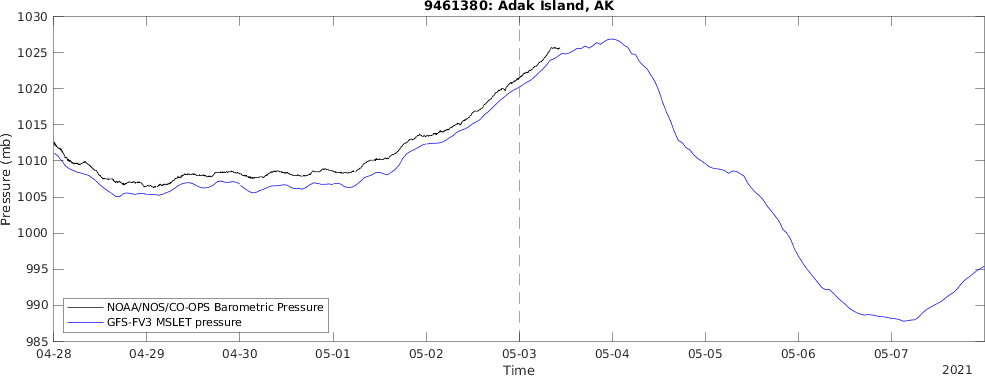 9461380: Adak Island, AK
1030
1025
1020
1015
1010
1005
1000
995
990
985
Pressure (mb)
NOAA/NOS/CO-OPS Barometric Pressure
GFS-FV3 MSLET pressure
04-28 04-29 04-30 05-01 05-02 05-03 05-04 05-05 05-06 05-07
Time
2021